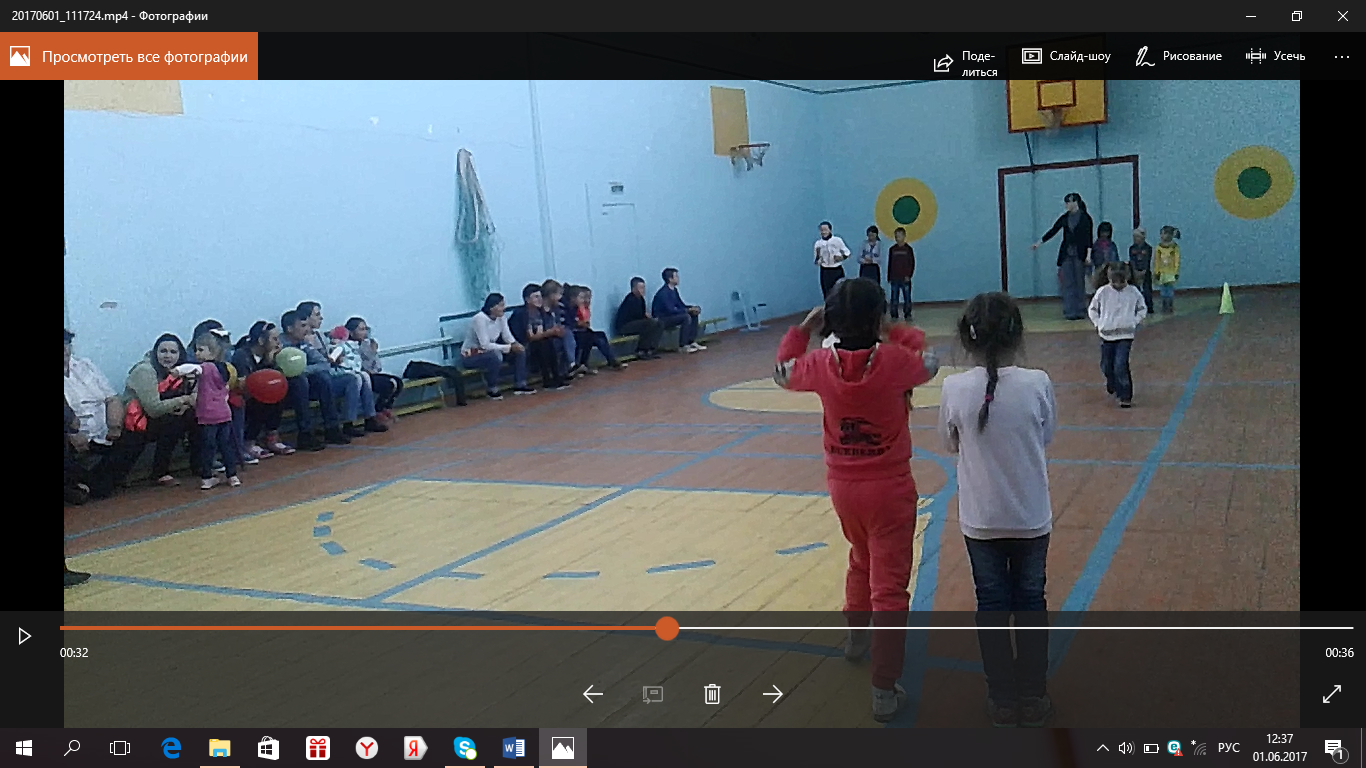 20170601_111724.mp4 - Фотографии
Просмотреть все фотографии
Поде-
литься
Слайд-шоу
Рисование
Усечь
00:32
00:36
РУС
12:37
01.06.2017
1